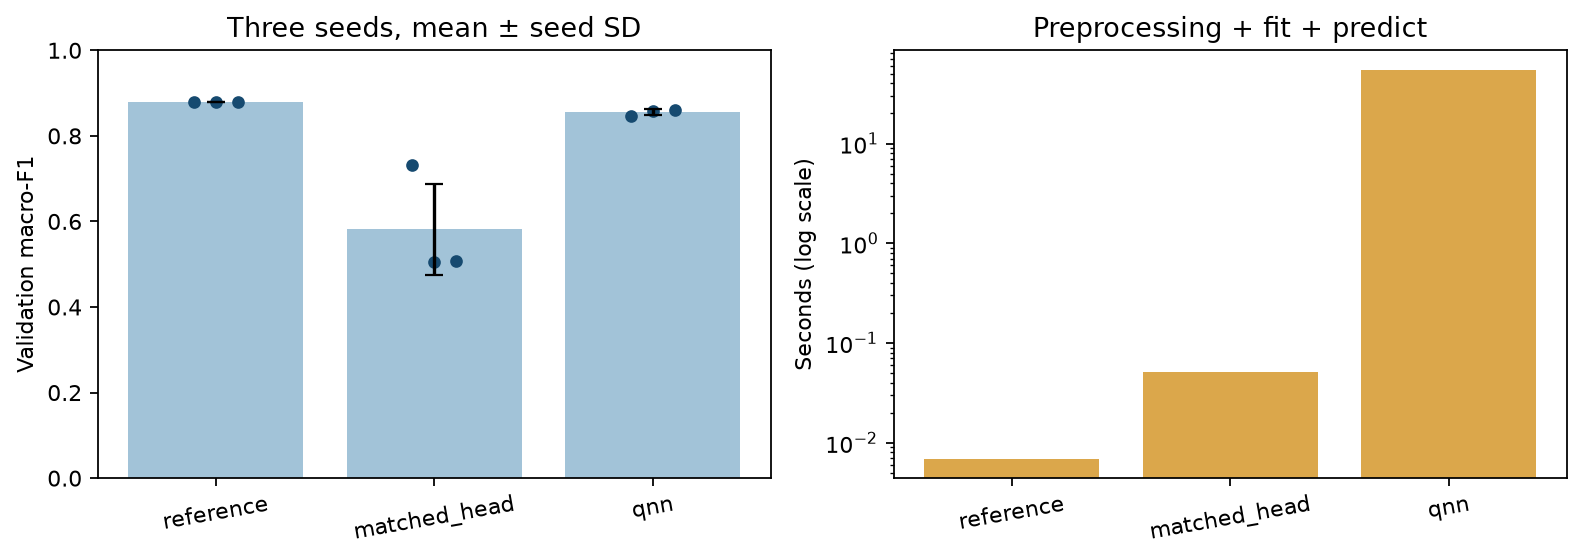 Three seeds, mean ± seed SD
Validation macro-F1
1.0
0.8
0.6
0.4
0.2
0.0
reference
matched_head
qnn
Preprocessing + fit + predict
Seconds (log scale)
10¹
10⁰
10⁻¹
10⁻²
reference
matched_head
qnn